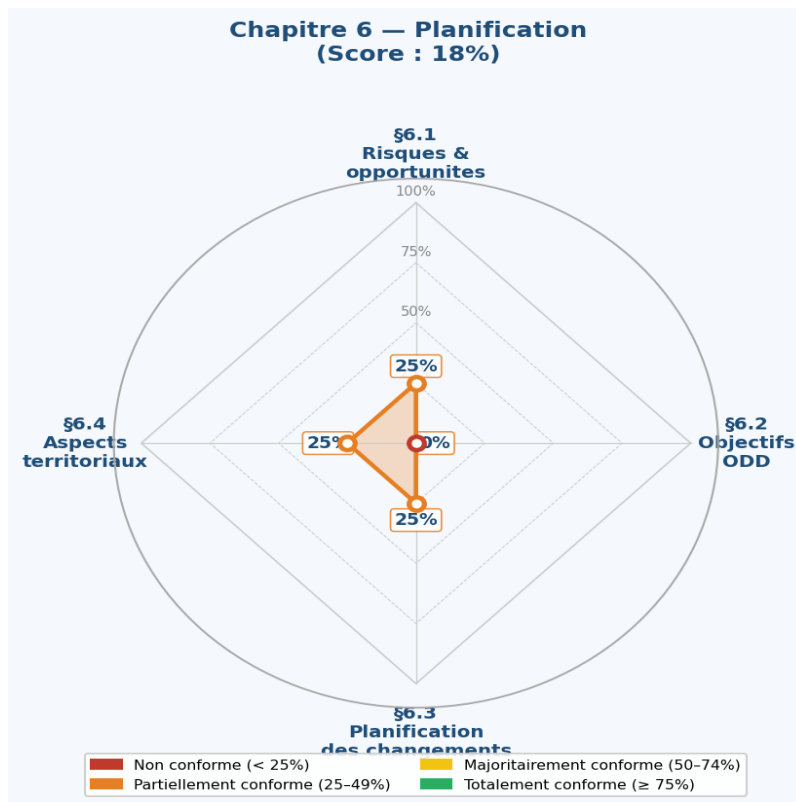 Chapitre 6 — Planification
(Score : 18%)
§6.1
Risques &
opportunites
100%
75%
50%
25%
§6.4
Aspects
territoriaux
25%
0%
§6.2
Objectifs
ODD
25%
§6.3
Planification
des changements
Non conforme (< 25%)
Partiellement conforme (25–49%)
Majoritairement conforme (50–74%)
Totalement conforme (≥ 75%)